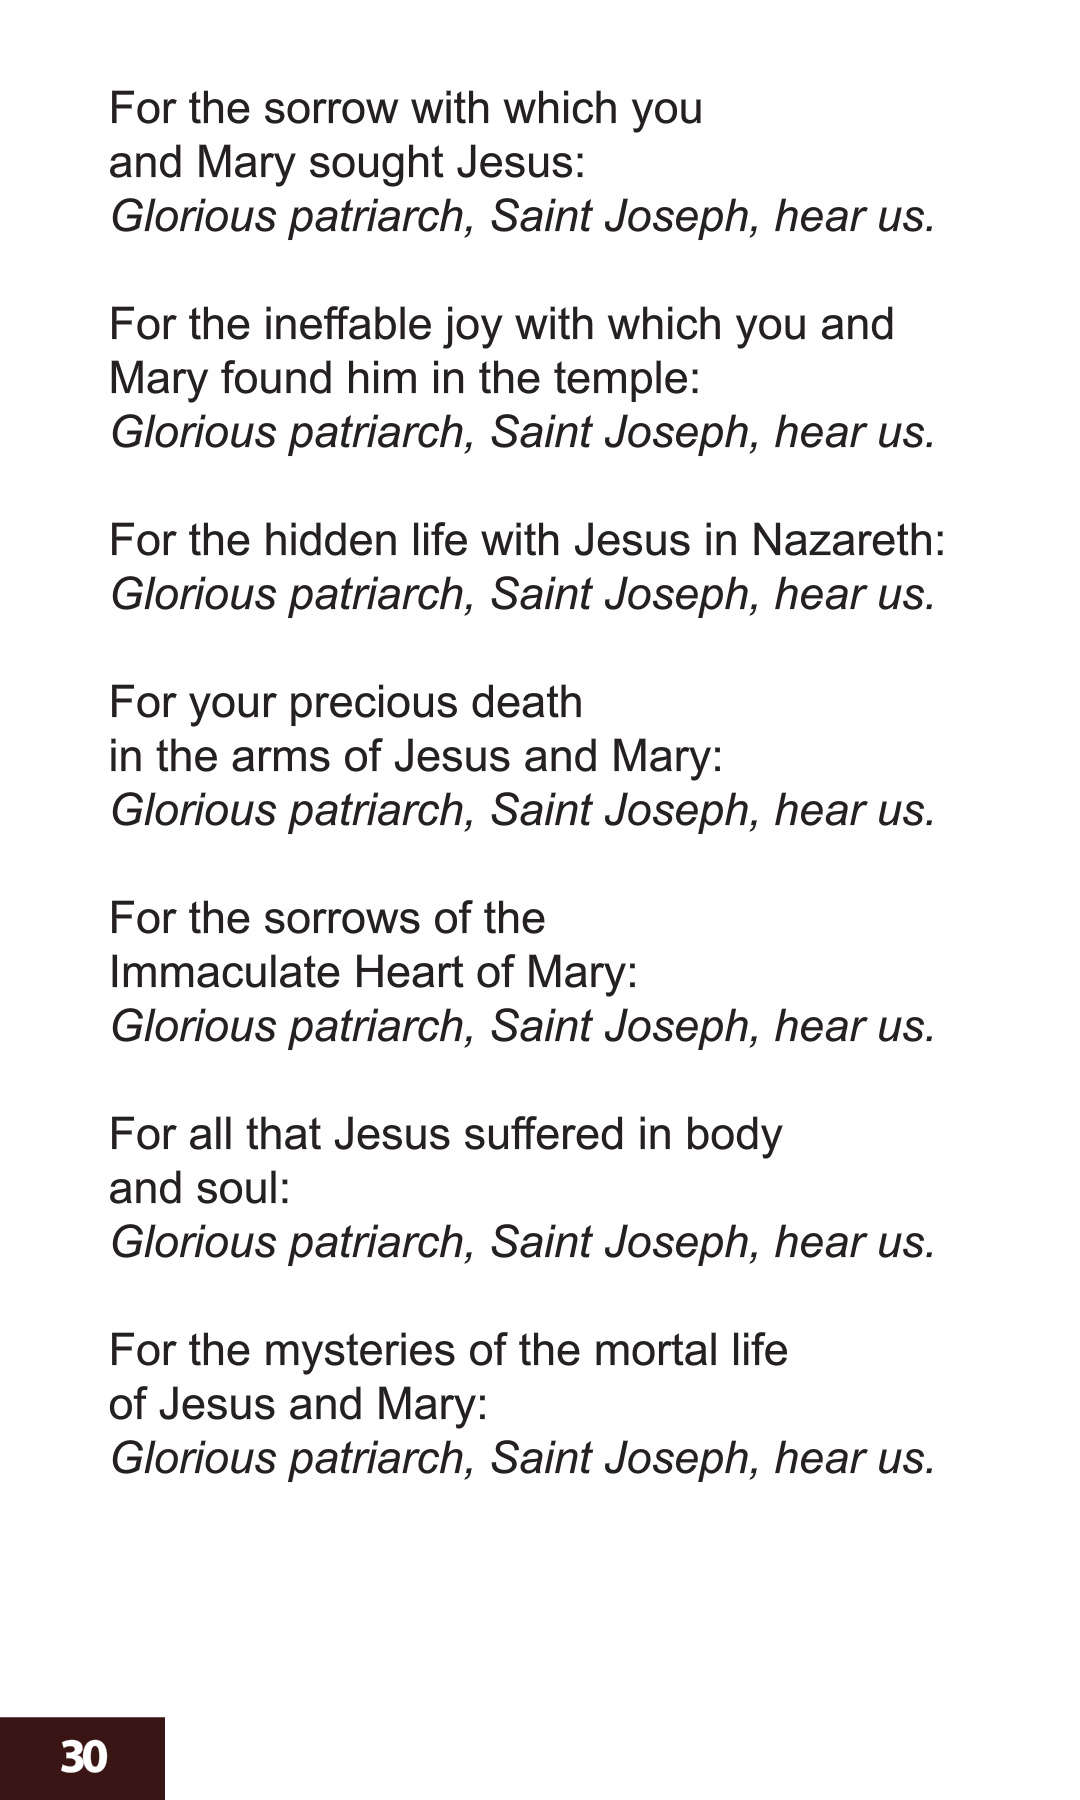 For the sorrow with which you
and Mary sought Jesus:
Glorious patriarch, Saint Joseph, hear us.
For the ineffable joy with which you and
Mary found him in the temple:
Glorious patriarch, Saint Joseph, hear us.
For the hidden life with Jesus in Nazareth:
Glorious patriarch, Saint Joseph, hear us.
For your precious death
in the arms of Jesus and Mary:
Glorious patriarch, Saint Joseph, hear us.
For the sorrows of the
Immaculate Heart of Mary:
Glorious patriarch, Saint Joseph, hear us.
For all that Jesus suffered in body
and soul:
Glorious patriarch, Saint Joseph, hear us.
For the mysteries of the mortal life
of Jesus and Mary:
Glorious patriarch, Saint Joseph, hear us.
30